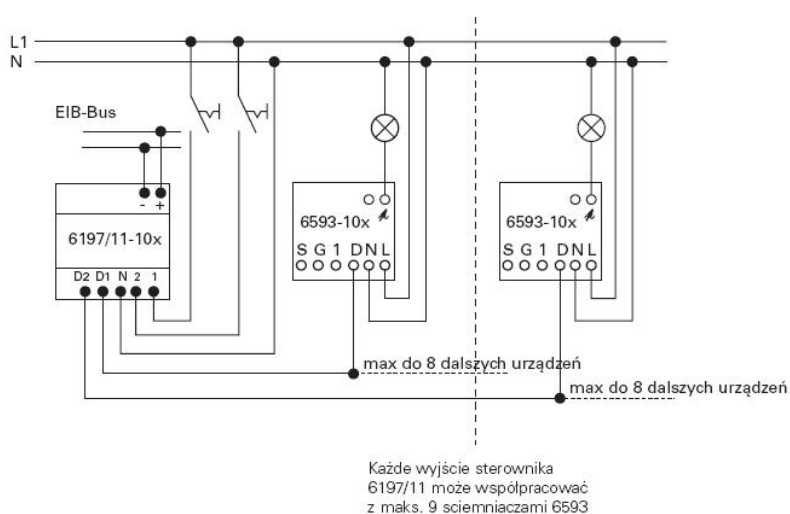 L1
N
EIB-Bus
- +
6197/11-10x
D2 D1 N 2 1
6593-10x
S G 1 D N L
6593-10x
S G 1 D N L
max do 8 dalszych urządzeń
max do 8 dalszych urządzeń
Każde wyjście sterownika
6197/11 może współpracować
z maks. 9 sciemniaczami 6593